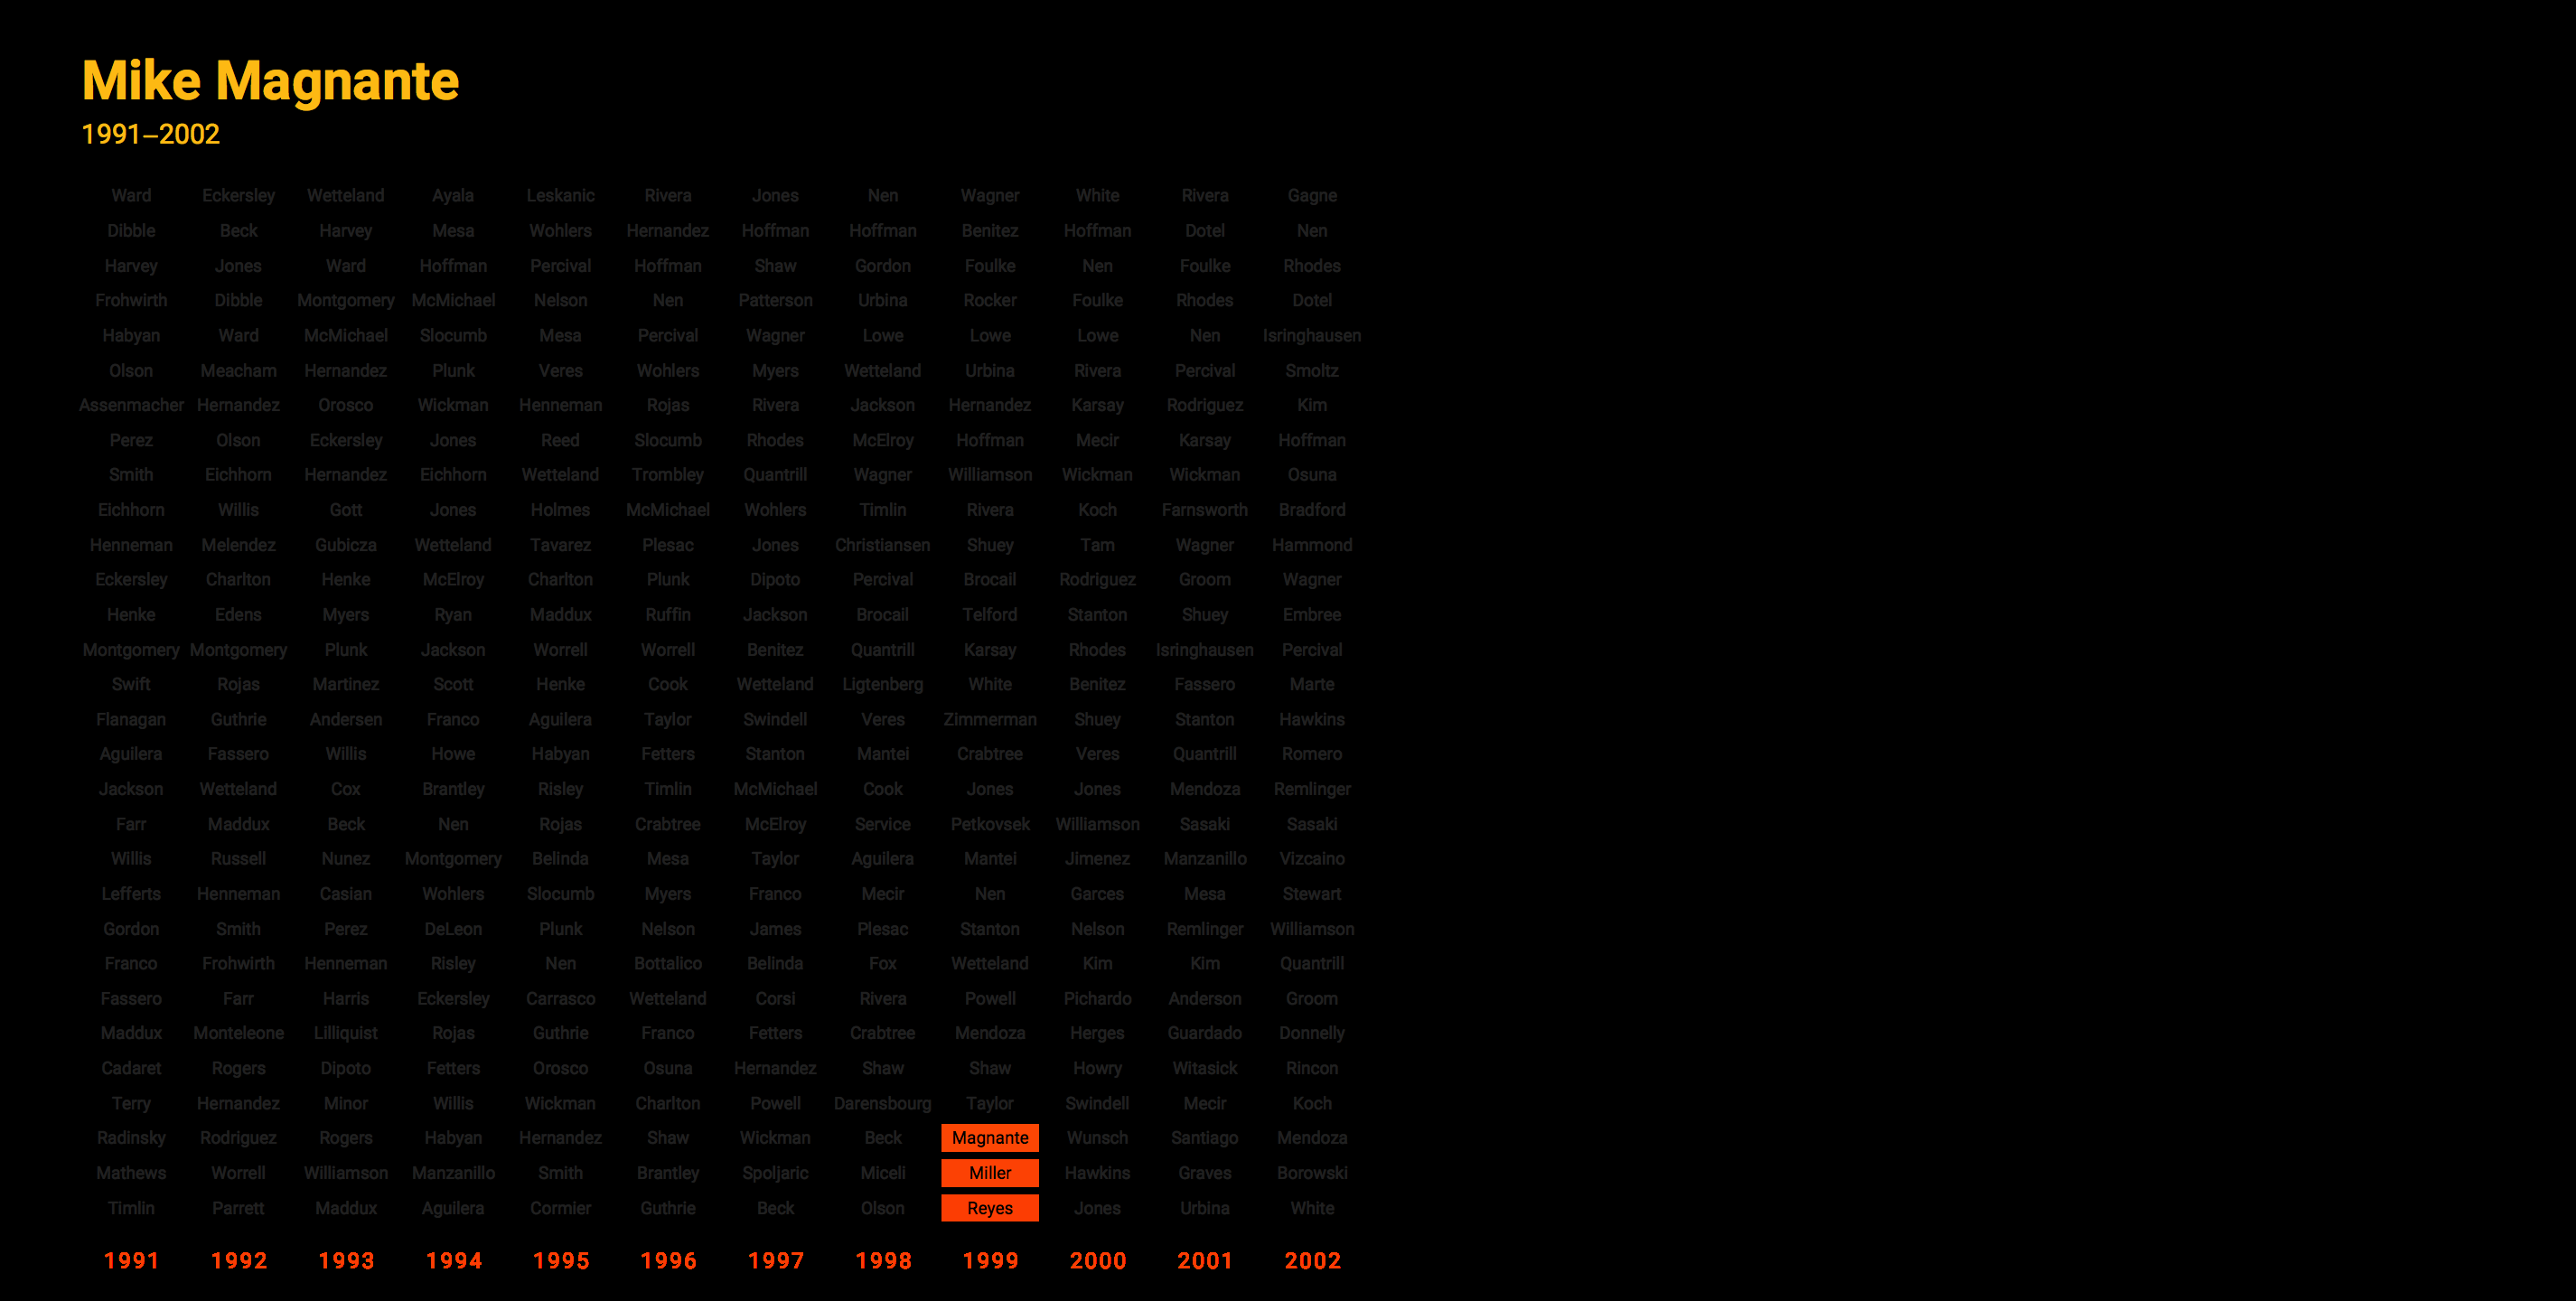 Mike Magnante
1991–2002
Ward Eckersley Wetteland Ayala Leskanic Rivera Jones Nen Wagner White Rivera Gagne
Dibble Beck Harvey Mesa Wohlers Hernandez Hoffman Hoffman Benitez Hoffman Dotel Nen
Harvey Jones Ward Hoffman Percival Hoffman Shaw Gordon Foulke Nen Foulke Rhodes
Frohwirth Dibble Montgomery McMichael Nelson Nen Patterson Urbina Rocker Foulke Rhodes Dotel
Habyan Ward McMichael Slocumb Mesa Percival Wagner Lowe Lowe Lowe Nen Isringhausen
Olson Meacham Hernandez Plunk Veres Wohlers Myers Wetteland Urbina Rivera Percival Smoltz
Assenmacher Hernandez Orosco Wickman Henneman Rojas Rivera Jackson Hernandez Karsay Rodriguez Kim
Perez Olson Eckersley Jones Reed Slocumb Rhodes McElroy Hoffman Mecir Karsay Hoffman
Smith Eichhorn Hernandez Eichhorn Wetteland Trombley Quantrill Wagner Williamson Wickman Wickman Osuna
Eichhorn Willis Gott Jones Holmes McMichael Wohlers Timlin Rivera Koch Farnsworth Bradford
Henneman Melendez Gubicza Wetteland Tavarez Plesac Jones Christiansen Shuey Tam Wagner Hammond
Eckersley Charlton Henke McElroy Charlton Plunk Dipoto Percival Brocail Rodriguez Groom Wagner
Henke Edens Myers Ryan Maddux Ruffin Jackson Brocail Telford Stanton Shuey Embree
Montgomery Montgomery Plunk Jackson Worrell Worrell Benitez Quantrill Karsay Rhodes Isringhausen Percival
Swift Rojas Martinez Scott Henke Cook Wetteland Ligtenberg White Benitez Fassero Marte
Flanagan Guthrie Andersen Franco Aguilera Taylor Swindell Veres Zimmerman Shuey Stanton Hawkins
Aguilera Fassero Willis Howe Habyan Fetters Stanton Mantei Crabtree Veres Quantrill Romero
Jackson Wetteland Cox Brantley Risley Timlin McMichael Cook Jones Jones Mendoza Remlinger
Farr Maddux Beck Nen Rojas Crabtree McElroy Service Petkovsek Williamson Sasaki Sasaki
Willis Russell Nunez Montgomery Belinda Mesa Taylor Aguilera Mantei Jimenez Manzanillo Vizcaino
Lefferts Henneman Casian Wohlers Slocumb Myers Franco Mecir Nen Garces Mesa Stewart
Gordon Smith Perez DeLeon Plunk Nelson James Plesac Stanton Nelson Remlinger Williamson
Franco Frohwirth Henneman Risley Nen Bottalico Belinda Fox Wetteland Kim Kim Quantrill
Fassero Farr Harris Eckersley Carrasco Wetteland Corsi Rivera Powell Pichardo Anderson Groom
Maddux Monteleone Lilliquist Rojas Guthrie Franco Fetters Crabtree Mendoza Herges Guardado Donnelly
Cadaret Rogers Dipoto Fetters Orosco Osuna Hernandez Shaw Shaw Howry Witasick Rincon
Terry Hernandez Minor Willis Wickman Charlton Powell Darensbourg Taylor Swindell Mecir Koch
Radinsky Rodriguez Rogers Habyan Hernandez Shaw Wickman Beck Magnante Wunsch Santiago Mendoza
Mathews Worrell Williamson Manzanillo Smith Brantley Spoljaric Miceli Miller Hawkins Graves Borowski
Timlin Parrett Maddux Aguilera Cormier Guthrie Beck Olson Reyes Jones Urbina White
1991 1992 1993 1994 1995 1996 1997 1998 1999 2000 2001 2002